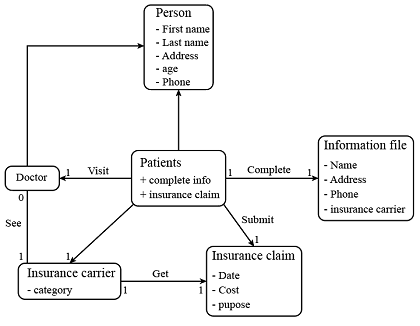 Person
- First name
- Last name
- Address
- age
- Phone
Doctor
1
Visit
Patients
+ complete info
+ insurance claim
1
Complete
1
Information file
- Name
- Address
- Phone
- insurance carrier
0
See
1
1
Submit
1
Insurance carrier
- category
Get
1
1
Insurance claim
- Date
- Cost
- pupose